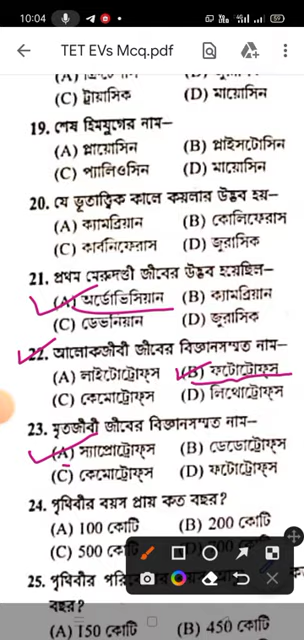 10:04
TET EVs Mcq.pdf
(C) ট্রায়াসিক (D) মায়োসিন
19. শেষ হিমযুগের নাম–
(A) প্লায়োসিন (B) প্লাইসটোসিন
(C) প্যালিওসিন (D) মায়োসিন
20. যে ভূতাত্ত্বিক কালে কয়লার উদ্ভব হয়–
(A) ক্যামব্রিয়ান (B) কোলিফেরাস
(C) কার্বনিফেরাস (D) জুরাসিক
21. প্রথম মেরুদণ্ডী জীবের উদ্ভব হয়েছিল–
(A) অর্ডোভিসিয়ান (B) ক্যামব্রিয়ান
(C) ডেভনিয়ান (D) জুরাসিক
22. আলোকজীবী জীবের বিজ্ঞানসম্মত নাম–
(A) লাইটোট্রোফ্স (B) ফটোট্রোফ্স
(C) কেমোট্রোফ্স (D) লিথোট্রোফ্স
23. মৃতজীবী জীবের বিজ্ঞানসম্মত নাম–
(A) স্যাপ্রোট্রোফ্স (B) ডেডোট্রোফ্স
(C) কেমোট্রোফ্স (D) ফটোট্রোফ্স
24. পৃথিবীর বয়স প্রায় কত বছর?
(A) 100 কোটি (B) 200 কোটি
(C) 500 কোটি
25. পৃথিবীর
বছর?
(A) 150 কোটি (B) 450 কোটি